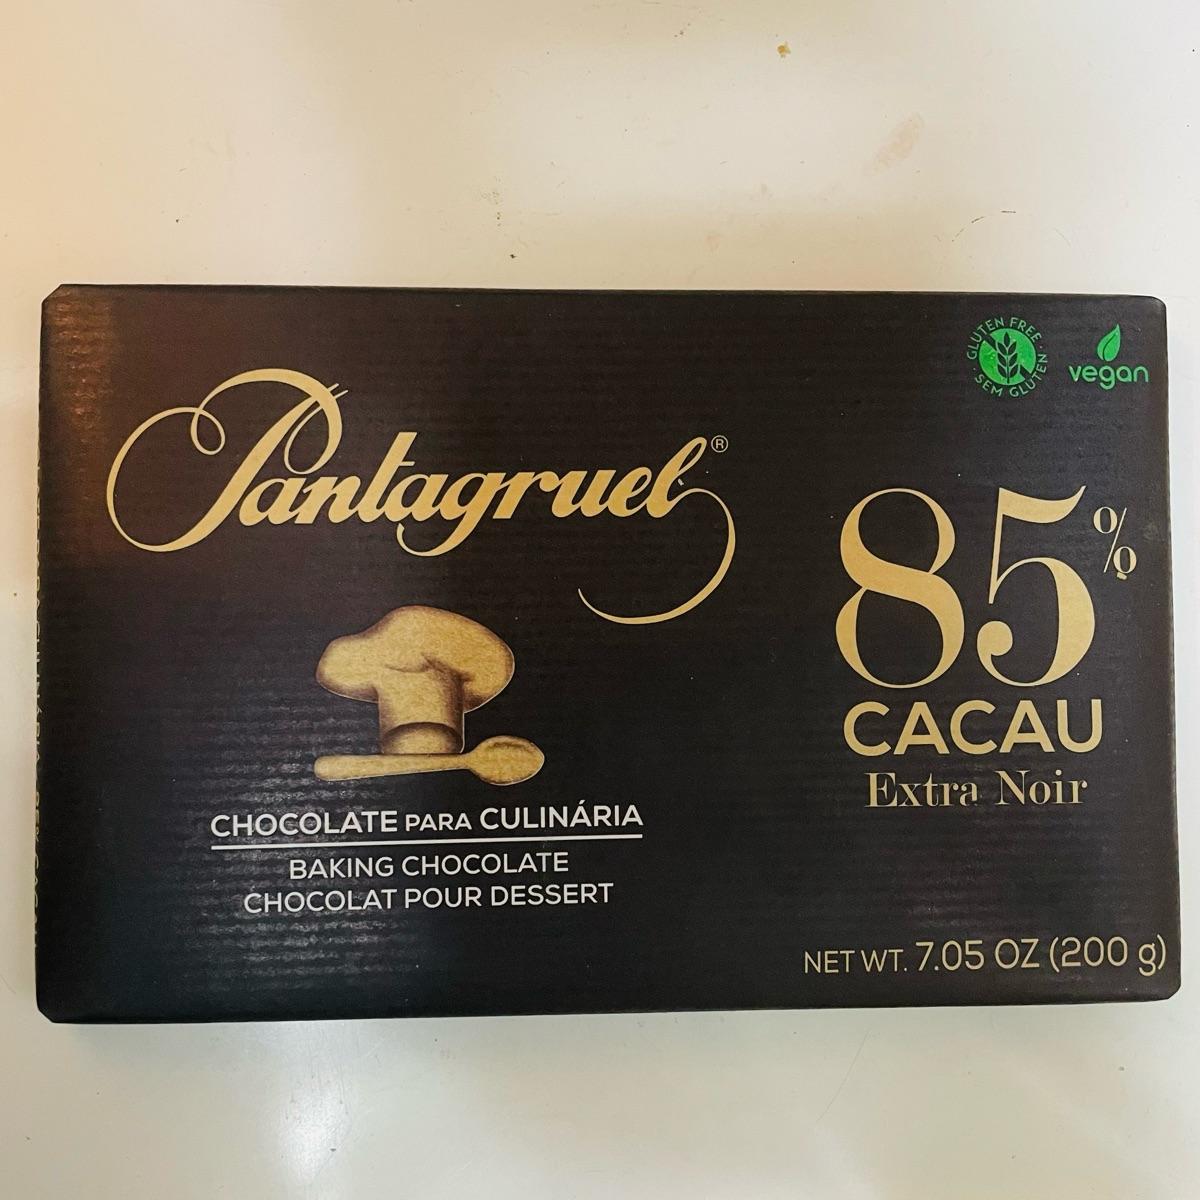 GLUTEN FREE · SEM GLUTEN ·
vegan
Pantagruel®
85%
CACAU
Extra Noir
CHOCOLATE PARA CULINÁRIA
BAKING CHOCOLATE
CHOCOLAT POUR DESSERT
NET WT. 7.05 OZ (200 g)